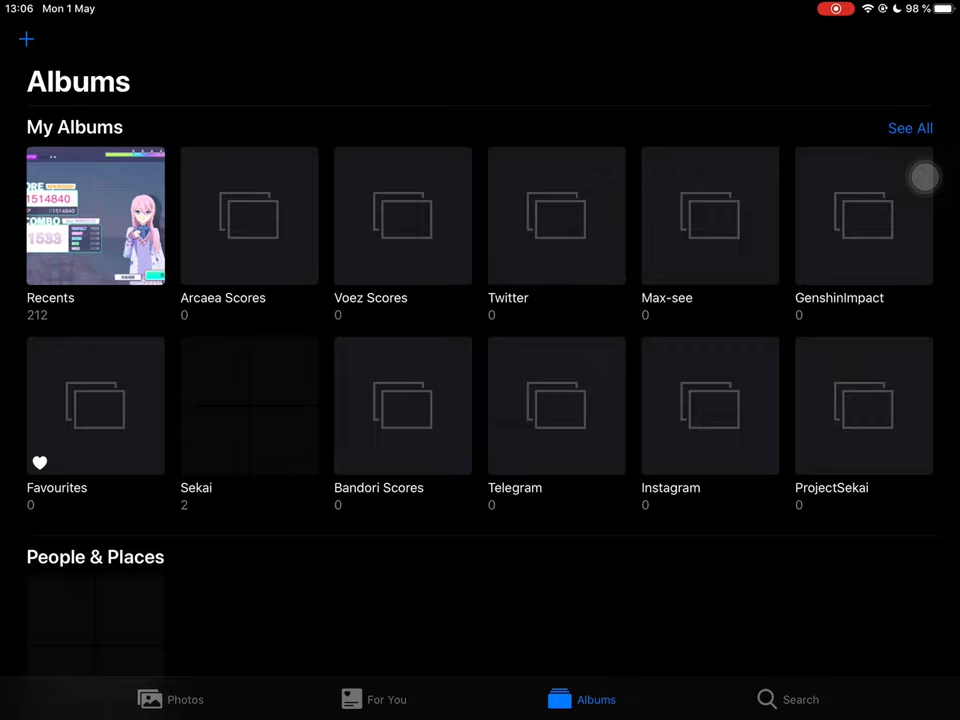 13:06 Mon 1 May
98 %
Albums
My Albums
See All
1514840
1533
Recents
212
Arcaea Scores
0
Voez Scores
0
Twitter
0
Max-see
0
GenshinImpact
0
Favourites
0
Sekai
2
Bandori Scores
0
Telegram
0
Instagram
0
ProjectSekai
0
People & Places
Photos
For You
Albums
Search